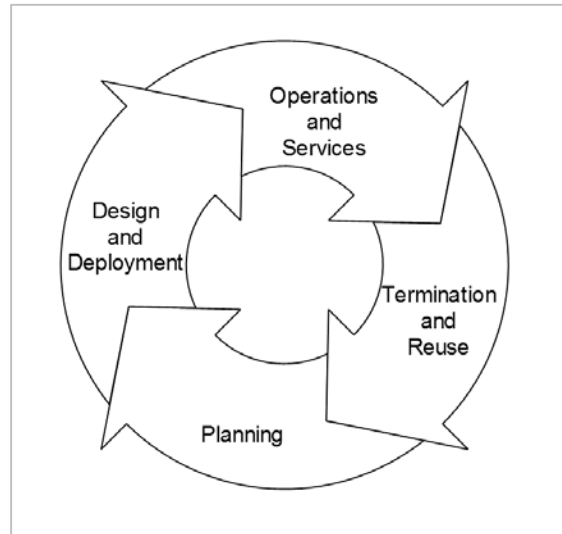 Operations
and
Services
Design
and
Deployment
Termination
and
Reuse
Planning